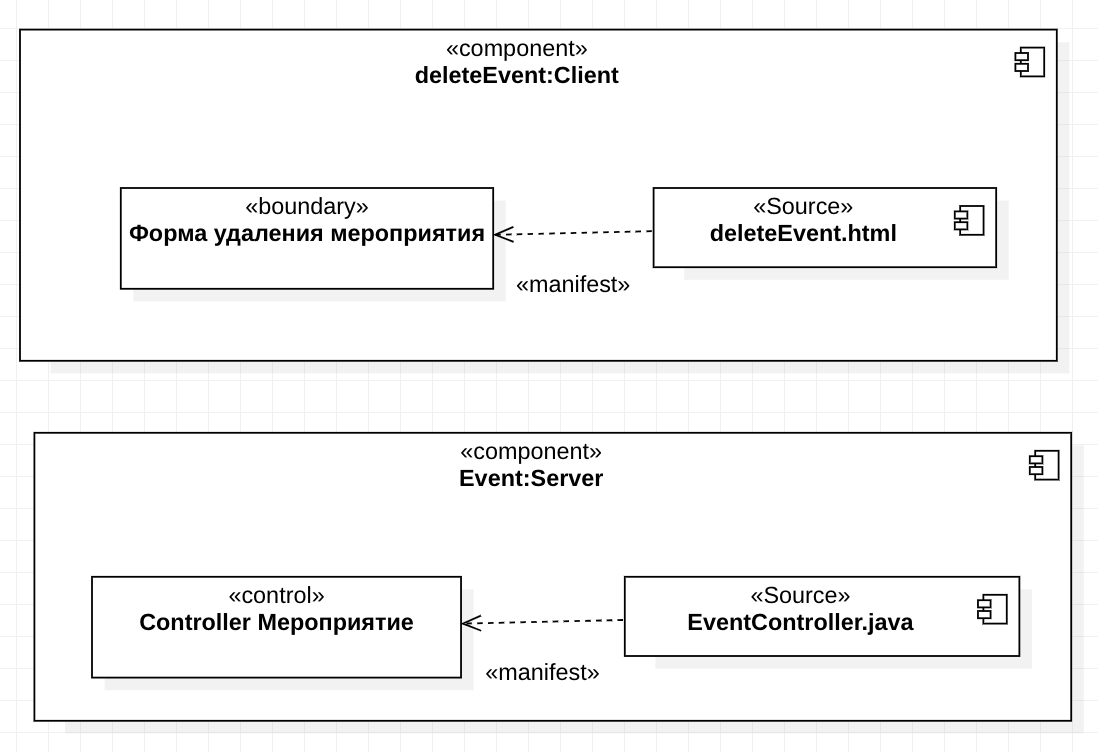 «component»
deleteEvent:Client
«boundary»
Форма удаления мероприятия
«Source»
deleteEvent.html
«manifest»
«component»
Event:Server
«control»
Controller Мероприятие
«Source»
EventController.java
«manifest»